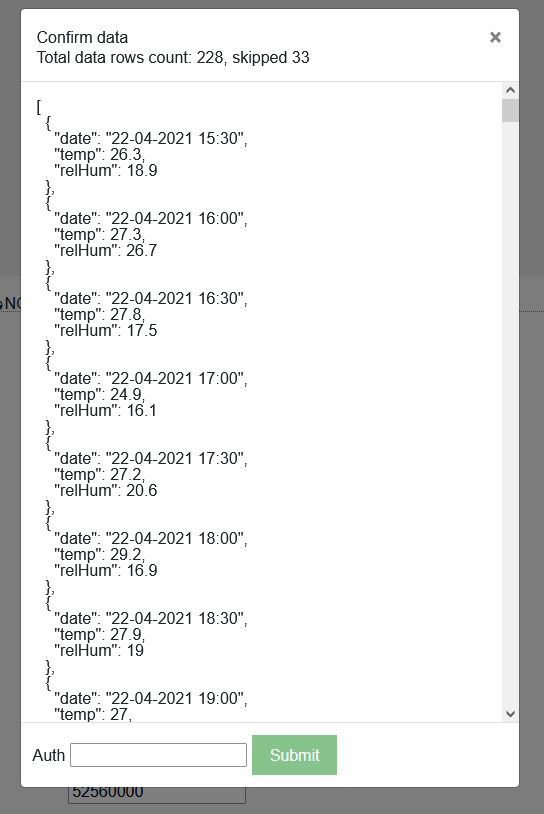 Confirm data
×
Total data rows count: 228, skipped 33
[
{
"date": "22-04-2021 15:30",
"temp": 26.3,
"relHum": 18.9
},
{
"date": "22-04-2021 16:00",
"temp": 27.3,
"relHum": 26.7
},
{
"date": "22-04-2021 16:30",
"temp": 27.8,
"relHum": 17.5
},
{
"date": "22-04-2021 17:00",
"temp": 24.9,
"relHum": 16.1
},
{
"date": "22-04-2021 17:30",
"temp": 27.2,
"relHum": 20.6
},
{
"date": "22-04-2021 18:00",
"temp": 29.2,
"relHum": 16.9
},
{
"date": "22-04-2021 18:30",
"temp": 27.9,
"relHum": 19
},
{
"date": "22-04-2021 19:00",
"temp": 27,
Auth
Submit
52560000